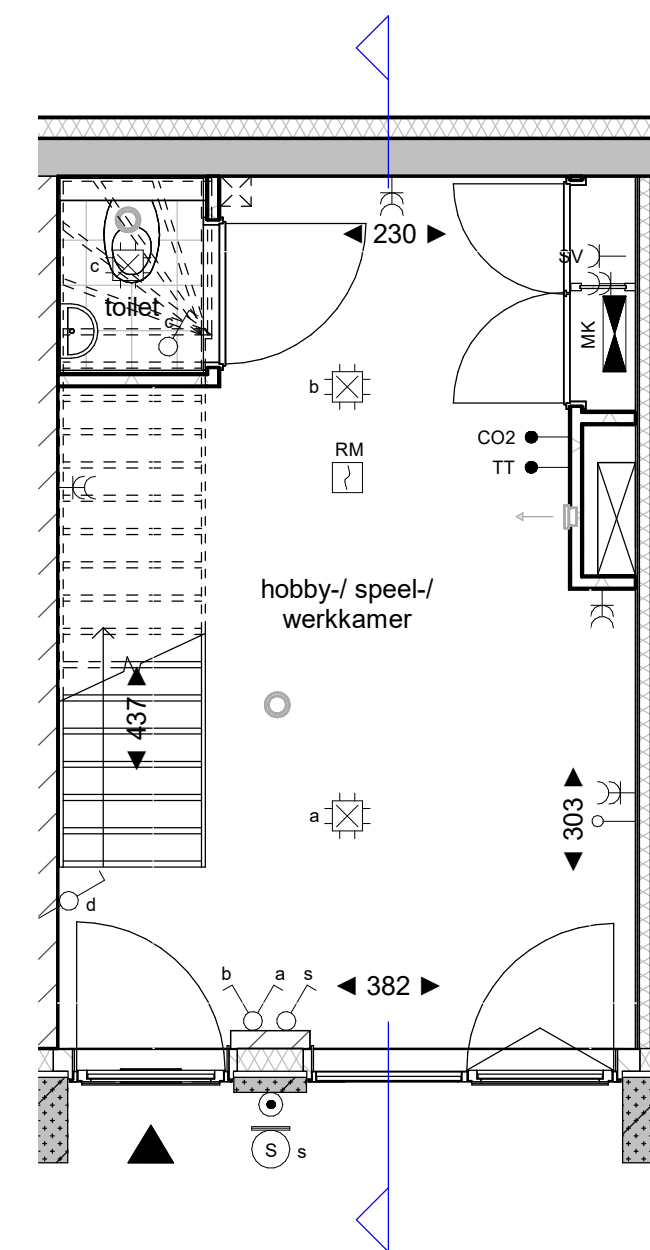 230
SV
c
toilet
c
MK
b
CO2
RM
TT
hobby-/ speel-/
werkkamer
437
a
303
d
b
a
s
382
S
s